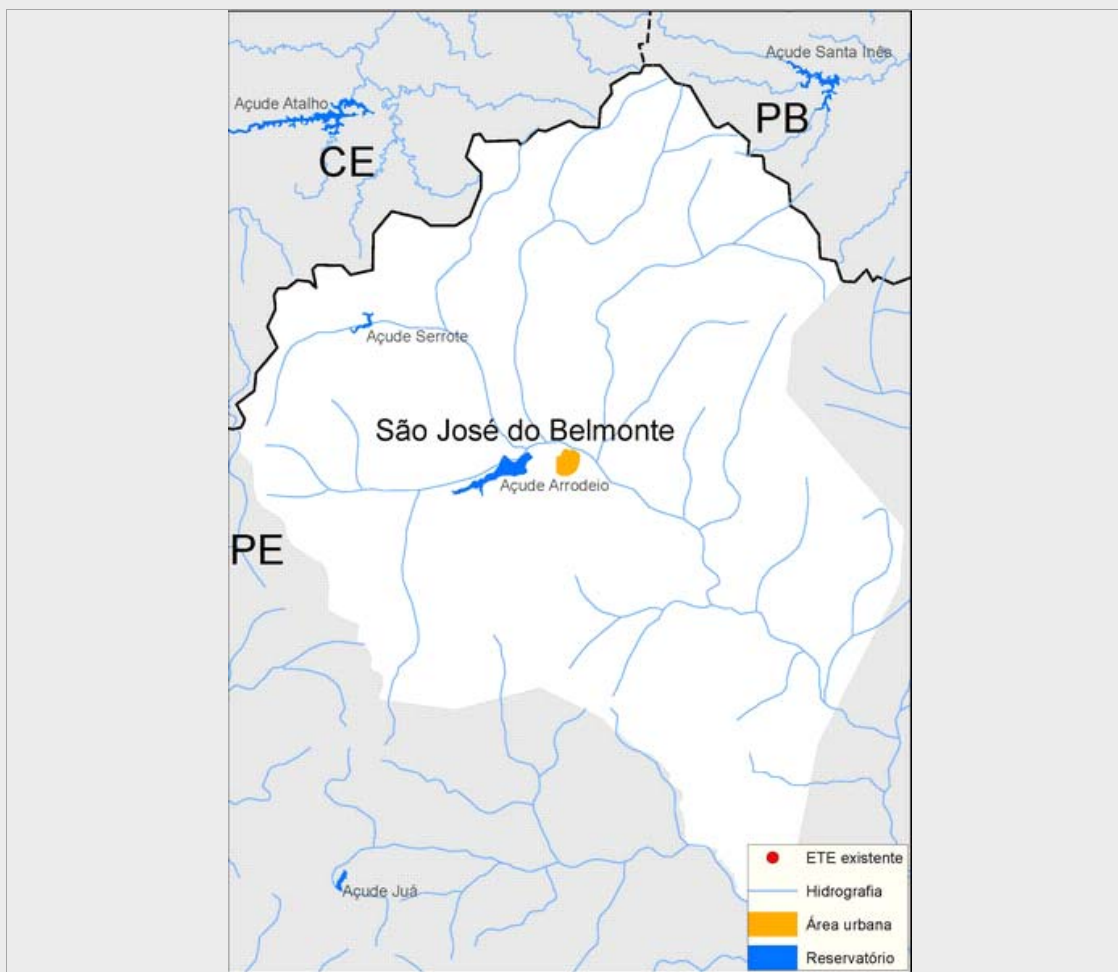 Açude Santa Inês
Açude Atalho
PB
CE
Açude Serrote
São José do Belmonte
Açude Arrodeio
PE
Açude Juá
ETE existente
Hidrografia
Área urbana
Reservatório